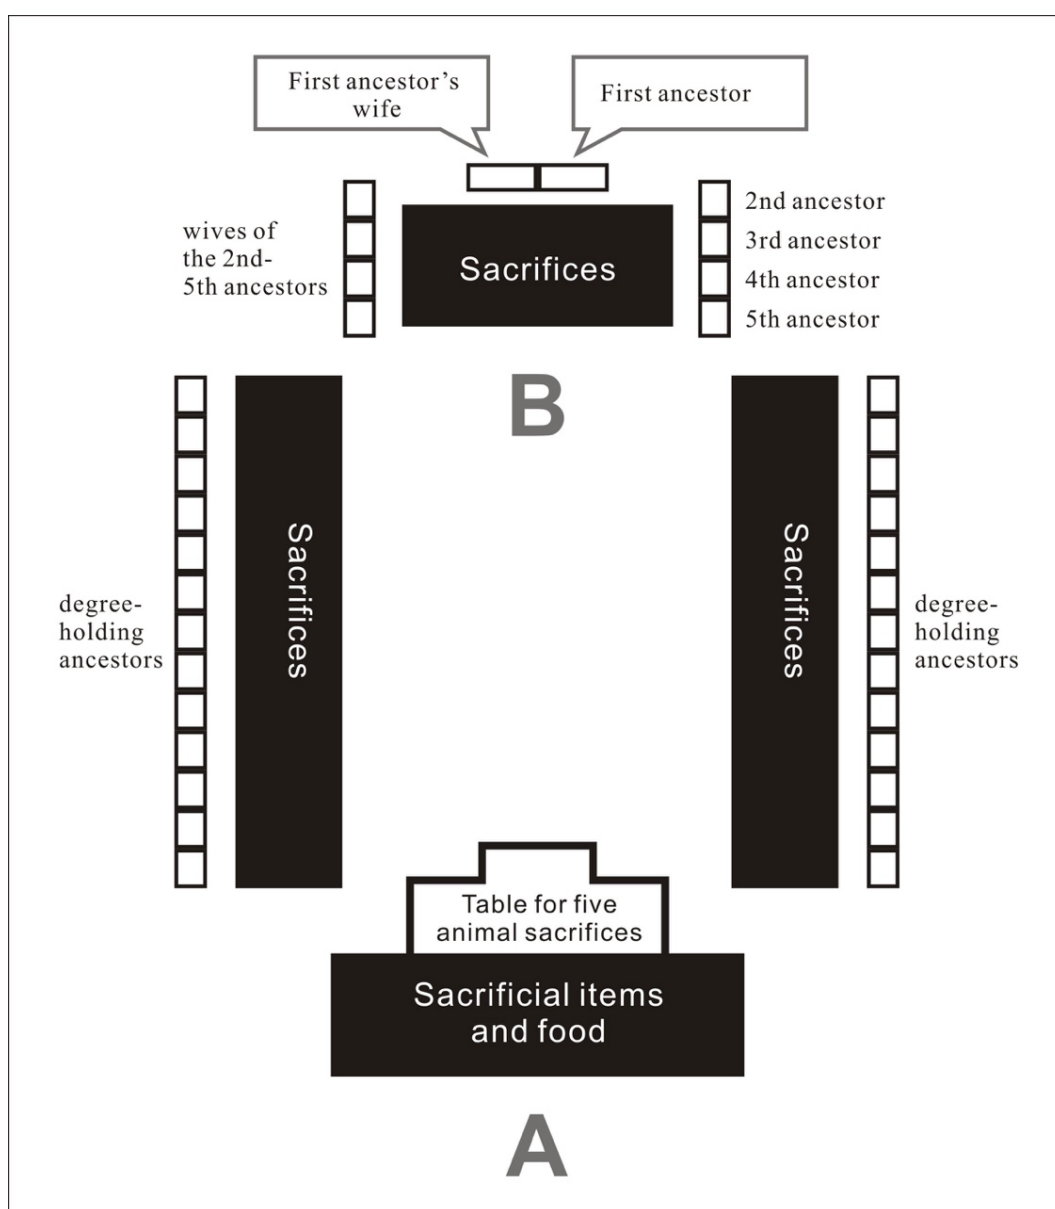 First ancestor's
wife
First ancestor
wives of
the 2nd-
5th ancestors
Sacrifices
2nd ancestor
3rd ancestor
4th ancestor
5th ancestor
B
degree-
holding
ancestors
Sacrifices
Sacrifices
degree-
holding
ancestors
Table for five
animal sacrifices
Sacrificial items
and food
A